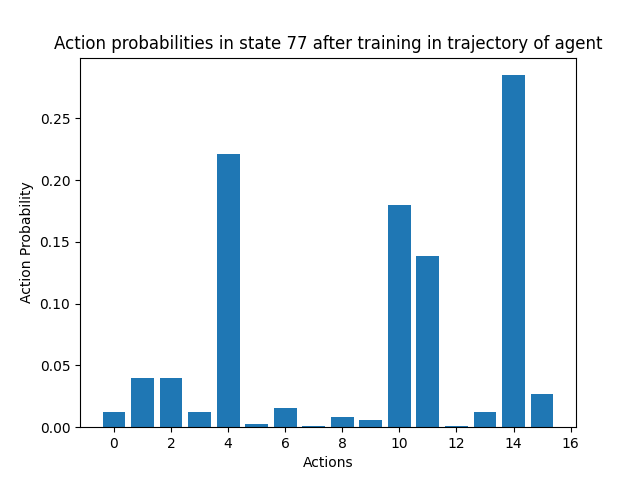 Action probabilities in state 77 after training in trajectory of agent
0.25
0.20
0.15
0.10
0.05
0.00
Action Probability
0 2 4 6 8 10 12 14 16
Actions